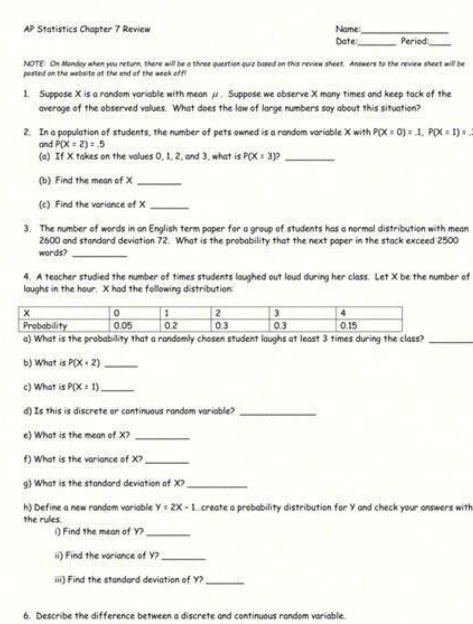 AP Statistics Chapter 7 Review Name:
Date: Period:
NOTE: On Monday when you return, there will be a three question quiz based on this review sheet. Answers to the review sheet will be
posted on the website at the end of the week off!
1. Suppose X is a random variable with mean μ. Suppose we observe X many times and keep tack of the
average of the observed values. What does the law of large numbers say about this situation?
2. In a population of students, the number of pets owned is a random variable X with P(X = 0) = .1, P(X = 1) =
and P(X = 2) = .5
(a) If X takes on the values 0, 1, 2, and 3, what is P(X = 3)?
(b) Find the mean of X
(c) Find the variance of X
3. The number of words in an English term paper for a group of students has a normal distribution with mean
2600 and standard deviation 72. What is the probability that the next paper in the stack exceed 2500
words?
4. A teacher studied the number of times students laughed out loud during her class. Let X be the number of
laughs in the hour. X had the following distribution:
X 0 1 2 3 4
Probability 0.05 0.2 0.3 0.3 0.15
a) What is the probability that a randomly chosen student laughs at least 3 times during the class?
b) What is P(X < 2)
c) What is P(X = 1)
d) Is this is discrete or continuous random variable?
e) What is the mean of X?
f) What is the variance of X?
g) What is the standard deviation of X?
h) Define a new random variable Y = 2X - 1...create a probability distribution for Y and check your answers with
the rules.
i) Find the mean of Y?
ii) Find the variance of Y?
iii) Find the standard deviation of Y?
6. Describe the difference between a discrete and continuous random variable.